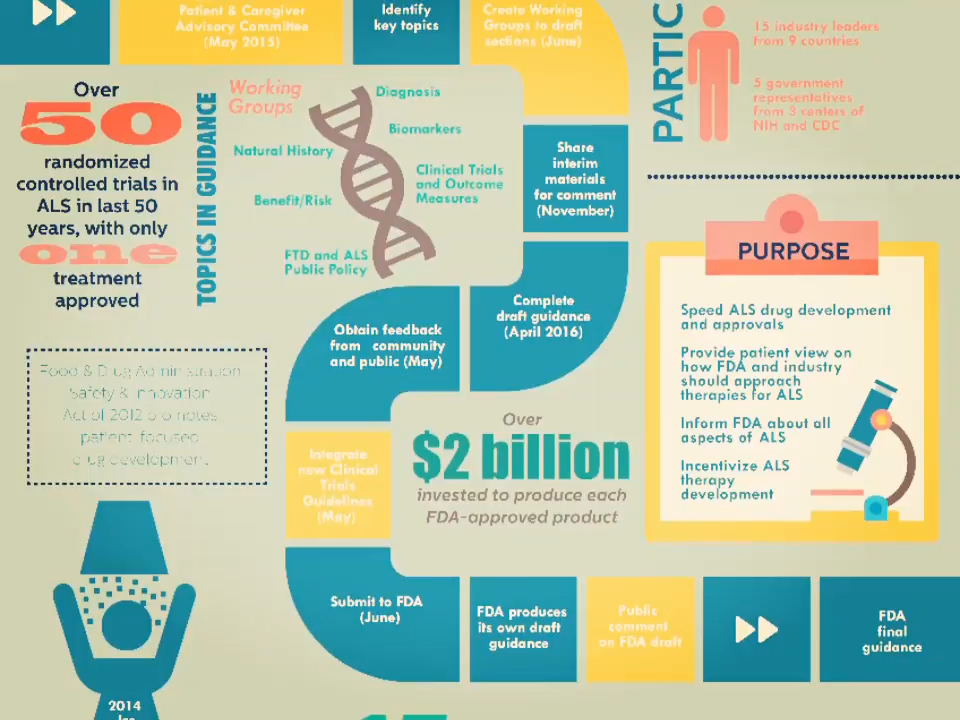 Patient & Caregiver
Advisory Committee
(May 2015)
Identify
key topics
Create Working
Groups to draft
sections (June)
PARTIC
15 industry leaders
from 9 countries
5 government
representatives
from 3 centers of
NIH and CDC
Over
50
randomized
controlled trials in
ALS in last 50
years, with only
one
treatment
approved
TOPICS IN GUIDANCE
Working
Groups
Diagnosis
Biomarkers
Natural History
Clinical Trials
and Outcome
Measures
Benefit/Risk
FTD and ALS
Public Policy
Share
interim
materials
for comment
(November)
Complete
draft guidance
(April 2016)
Obtain feedback
from community
and public (May)
PURPOSE
Speed ALS drug development
and approvals
Provide patient view on
how FDA and industry
should approach
therapies for ALS
Inform FDA about all
aspects of ALS
Incentivize ALS
therapy
development
Food & Drug Administration
Safety & Innovation
Act of 2012 promotes
patient focused
drug development
Over
$2 billion
invested to produce each
FDA-approved product
Integrate
new Clinical
Trials
Guidelines
(May)
Submit to FDA
(June)
FDA produces
its own draft
guidance
Public
comment
on FDA draft
FDA
final
guidance
2014